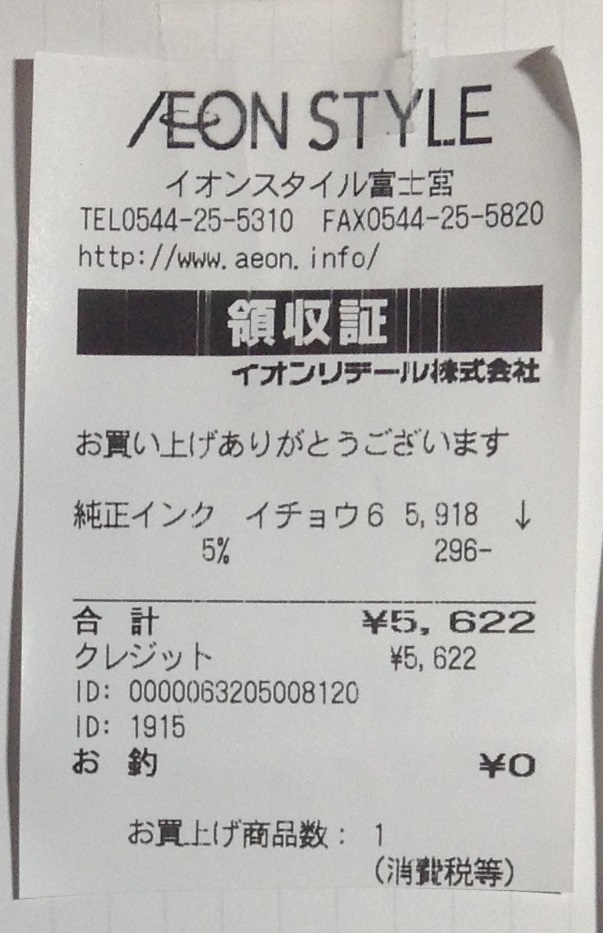 ÆON STYLE
イオンスタイル富士宮
TEL0544-25-5310 FAX0544-25-5820
http://www.aeon.info/
領収証
イオンリテール株式会社
お買い上げありがとうございます
純正インク イチョウ6 5,918 ↓
5% 296-
合 計 ¥5,622
クレジット ¥5,622
ID: 0000063205008120
ID: 1915
お 釣 ¥0
お買上げ商品数: 1
(消費税等)